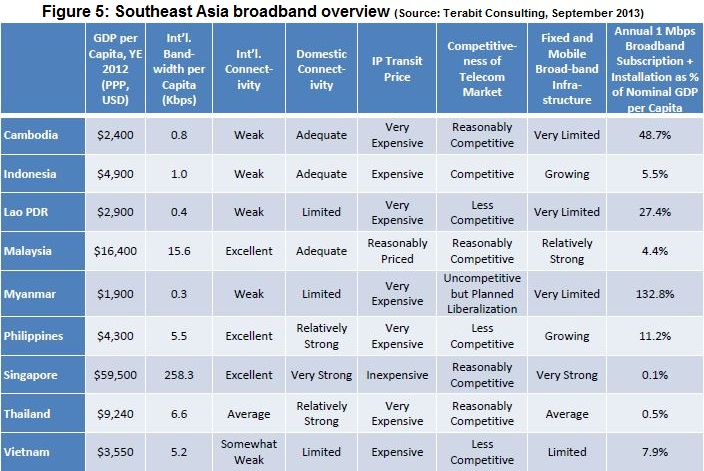 Figure 5: Southeast Asia broadband overview (Source: Terabit Consulting, September 2013)
GDP per Capita, YE 2012 (PPP, USD) Int'l. Band-width per Capita (Kbps) Int'l. Connect-ivity Domestic Connect-ivity IP Transit Price Competitive-ness of Telecom Market Fixed and Mobile Broad-band Infra-structure Annual 1 Mbps Broadband Subscription + Installation as % of Nominal GDP per Capita
Cambodia $2,400 0.8 Weak Adequate Very Expensive Reasonably Competitive Very Limited 48.7%
Indonesia $4,900 1.0 Weak Adequate Expensive Competitive Growing 5.5%
Lao PDR $2,900 0.4 Weak Limited Very Expensive Less Competitive Very Limited 27.4%
Malaysia $16,400 15.6 Excellent Adequate Reasonably Priced Reasonably Competitive Relatively Strong 4.4%
Myanmar $1,900 0.3 Weak Limited Very Expensive Uncompetitive but Planned Liberalization Very Limited 132.8%
Philippines $4,300 5.5 Excellent Relatively Strong Very Expensive Less Competitive Growing 11.2%
Singapore $59,500 258.3 Excellent Very Strong Inexpensive Reasonably Competitive Very Strong 0.1%
Thailand $9,240 6.6 Average Relatively Strong Very Expensive Reasonably Competitive Average 0.5%
Vietnam $3,550 5.2 Somewhat Weak Limited Expensive Less Competitive Limited 7.9%